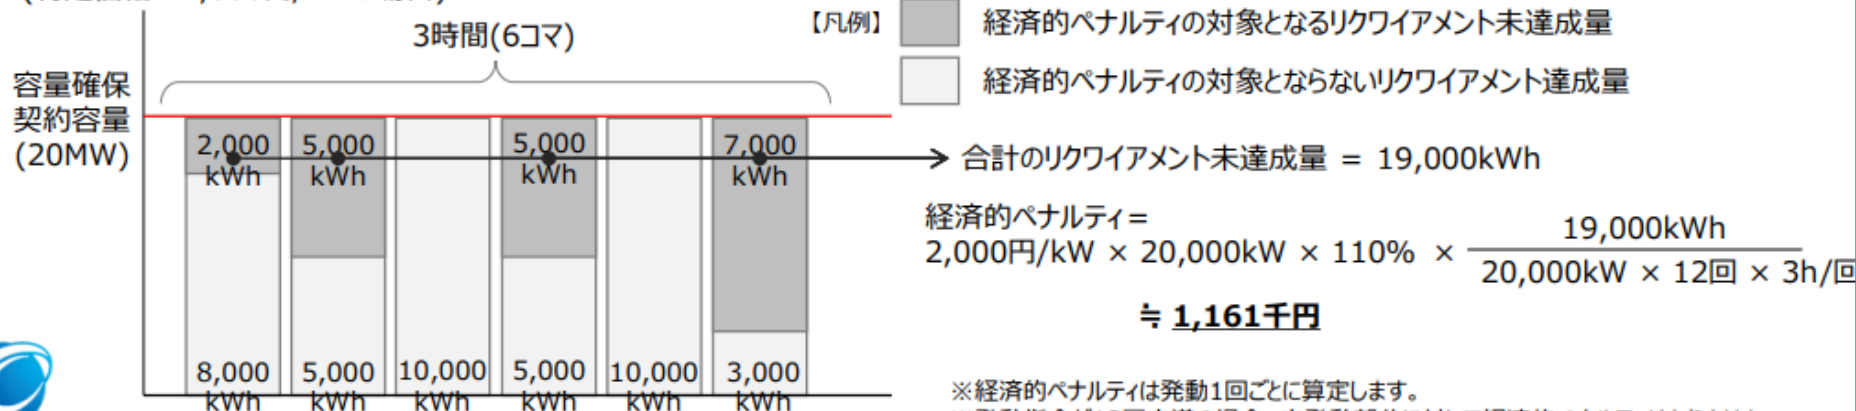 3時間(6コマ)
【凡例】
経済的ペナルティの対象となるリクワイアメント未達成量
経済的ペナルティの対象とならないリクワイアメント達成量
容量確保
契約容量
(20MW)
2,000
kWh
5,000
kWh
5,000
kWh
7,000
kWh
合計のリクワイアメント未達成量 = 19,000kWh
経済的ペナルティ=
2,000円/kW × 20,000kW × 110% ×
19,000kWh
20,000kW × 12回 × 3h/回
≒ 1,161千円
8,000
kWh
5,000
kWh
10,000
kWh
5,000
kWh
10,000
kWh
3,000
kWh
※経済的ペナルティは発動1回ごとに算定します。